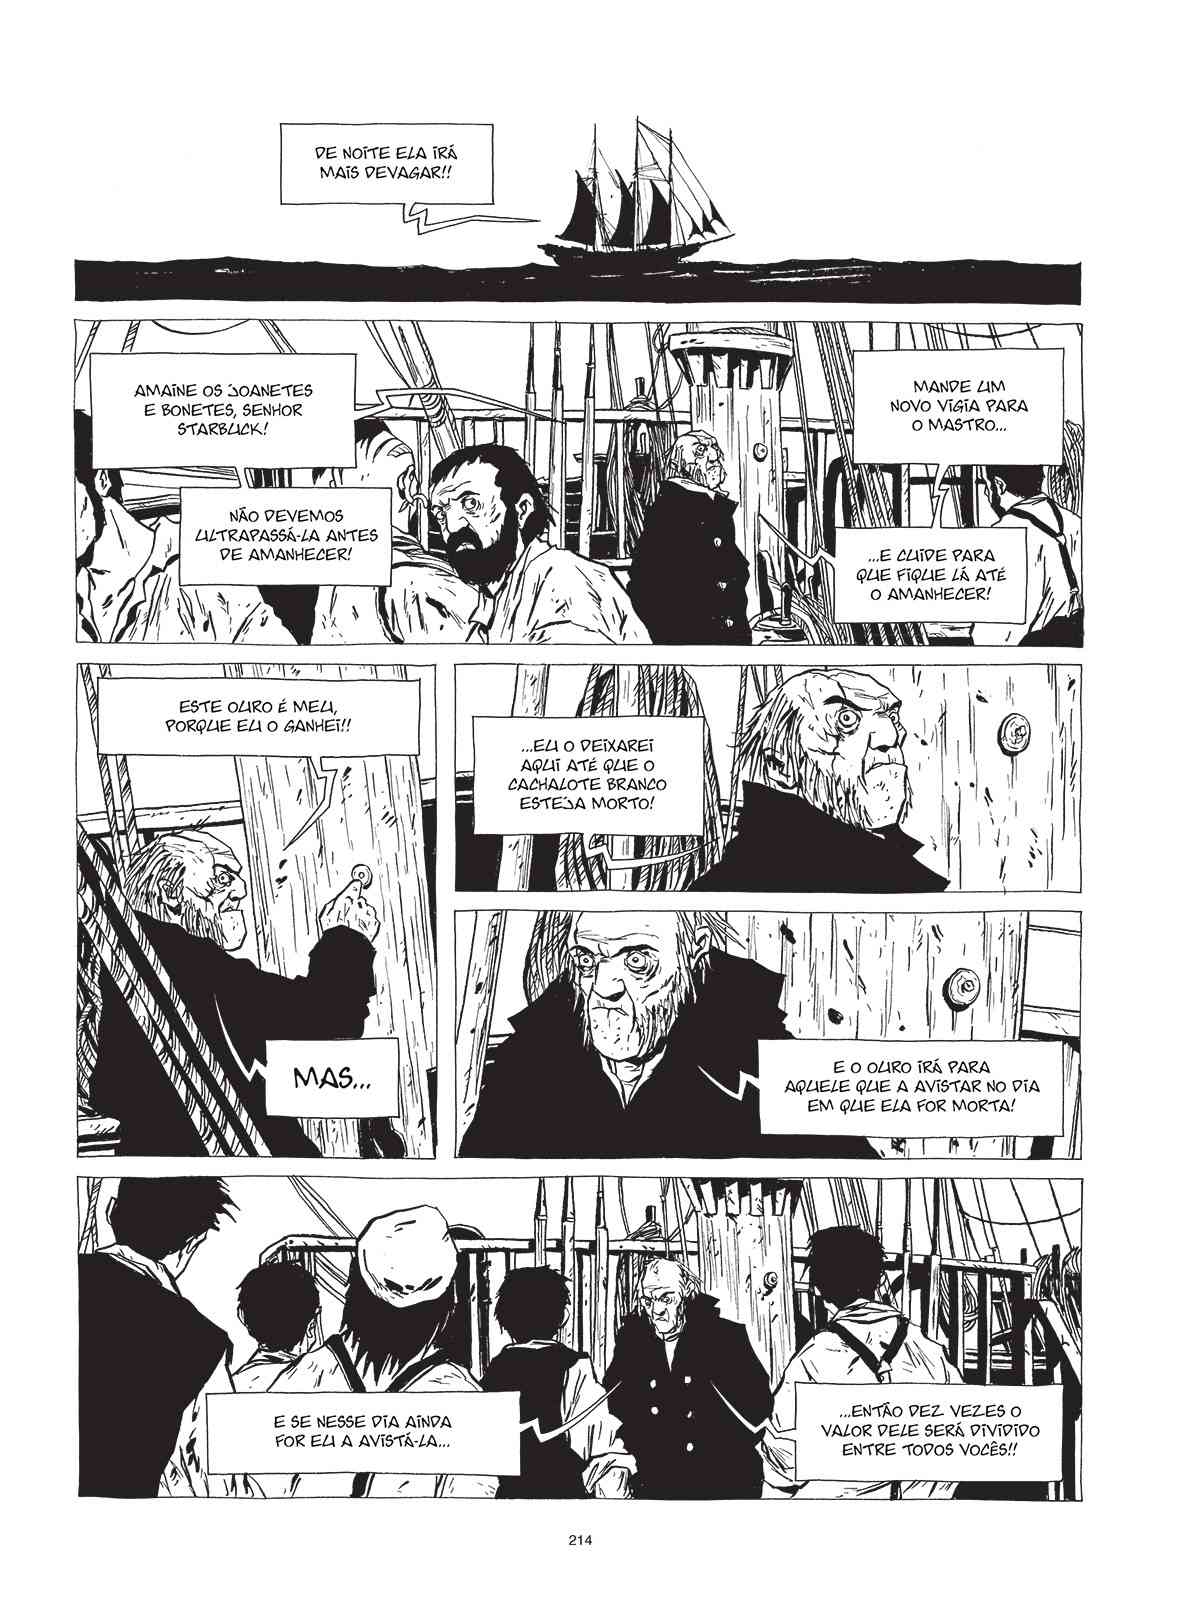 DE NOITE ELA IRÁ
MAIS DEVAGAR!!
AMAINE OS JOANETES
E BONETES, SENHOR
STARBUCK!
NÃO DEVEMOS
ULTRAPASSÁ-LA ANTES
DE AMANHECER!
MANDE UM
NOVO VIGIA PARA
O MASTRO...
...E CUIDE PARA
QUE FIQUE LÁ ATÉ
O AMANHECER!
ESTE OURO É MEU,
PORQUE EU O GANHEI!!
MAS...
...EU O DEIXAREI
AQUI ATÉ QUE O
CACHALOTE BRANCO
ESTEJA MORTO!
E O OURO IRÁ PARA
AQUELE QUE A AVISTAR NO DIA
EM QUE ELA FOR MORTA!
E SE NESSE DIA AINDA
FOR EU A AVISTÁ-LA...
...ENTÃO DEZ VEZES O
VALOR DELE SERÁ DIVIDIDO
ENTRE TODOS VOCÊS!!
214